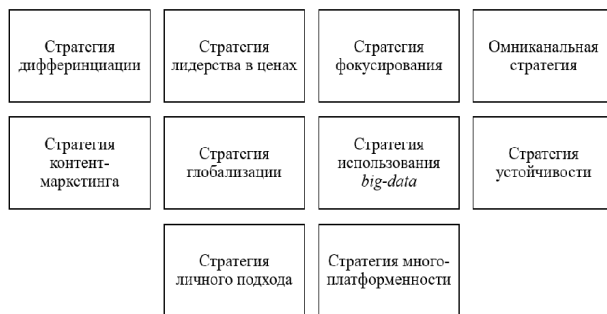 Стратегия
дифферинциации
Стратегия
лидерства в ценах
Стратегия
фокусирования
Омниканальная
стратегия
Стратегия
контент-
маркетинга
Стратегия
глобализации
Стратегия
использования
big-data
Стратегия
устойчивости
Стратегия
личного подхода
Стратегия много-
платформенности